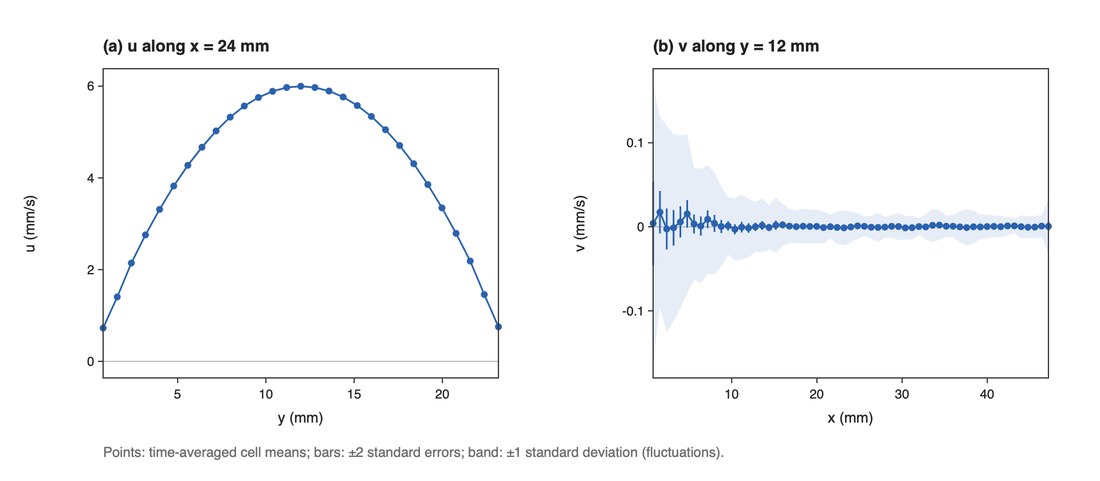 (a) u along x = 24 mm
u (mm/s)
6
4
2
0
5 10 15 20
y (mm)
(b) v along y = 12 mm
v (mm/s)
0.1
0
-0.1
10 20 30 40
x (mm)
Points: time-averaged cell means; bars: ±2 standard errors; band: ±1 standard deviation (fluctuations).